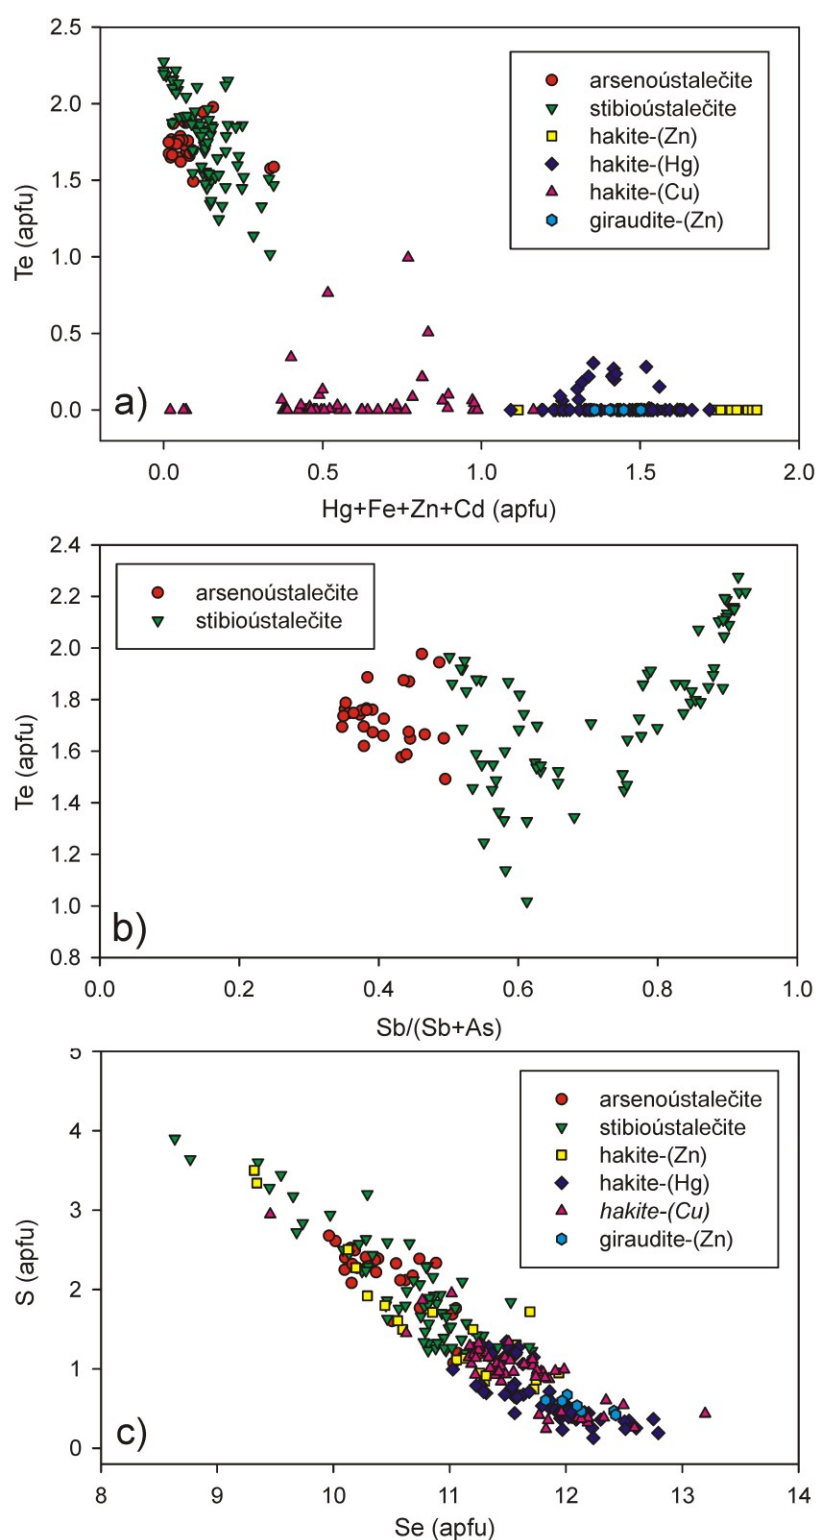 2.5
2.0
1.5
1.0
0.5
0.0
Te (apfu)
arsenoústalečite
stibioústalečite
hakite-(Zn)
hakite-(Hg)
hakite-(Cu)
giraudite-(Zn)
a)
0.0 0.5 1.0 1.5 2.0
Hg+Fe+Zn+Cd (apfu)
2.4
2.2
2.0
1.8
1.6
1.4
1.2
1.0
0.8
Te (apfu)
arsenoústalečite
stibioústalečite
b)
0.0 0.2 0.4 0.6 0.8 1.0
Sb/(Sb+As)
5
4
3
2
1
0
S (apfu)
arsenoústalečite
stibioústalečite
hakite-(Zn)
hakite-(Hg)
hakite-(Cu)
giraudite-(Zn)
c)
8 9 10 11 12 13 14
Se (apfu)